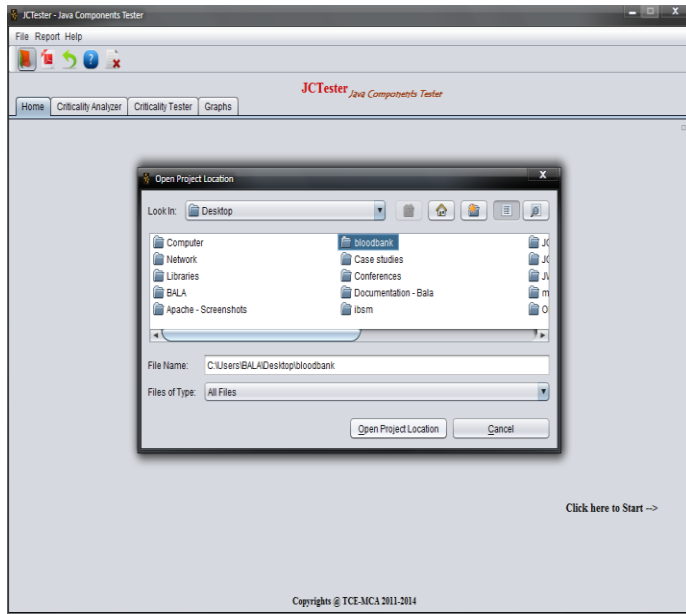 JCTester - Java Components Tester
File Report Help
JCTester Java Components Tester
Home Criticality Analyzer Criticality Tester Graphs
Open Project Location
Look In: Desktop
Computer bloodbank
Network Case studies
Libraries Conferences
BALA Documentation - Bala
Apache - Screenshots ibsm
File Name: C:\Users\BALA\Desktop\bloodbank
Files of Type: All Files
Open Project Location Cancel
Click here to Start -->
Copyrights @ TCE-MCA 2011-2014